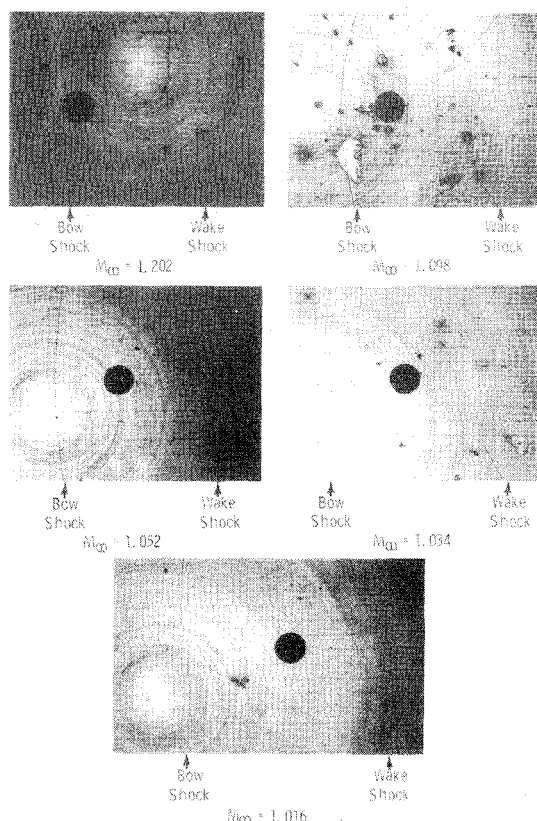 Bow Wake
Shock Shock
M∞ = 1.202
Bow Wake
Shock Shock
M∞ = 1.098
Bow Wake
Shock Shock
M∞ = 1.052
Bow Wake
Shock Shock
M∞ = 1.034
Bow Wake
Shock Shock
M∞ = 1.016